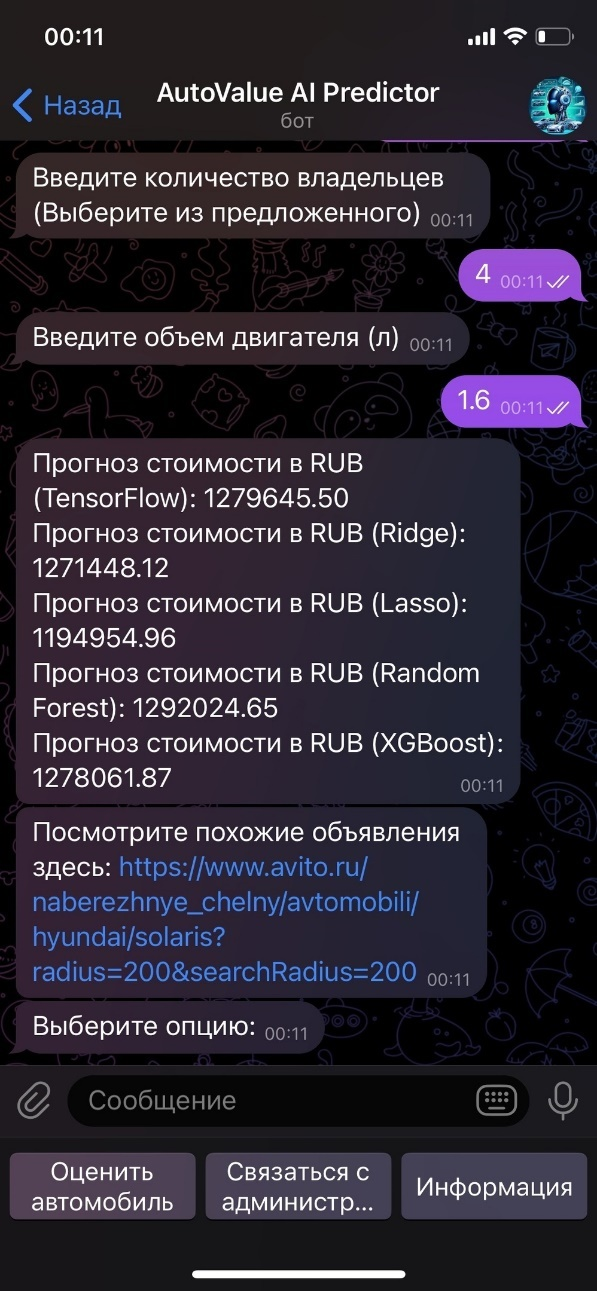 00:11
Назад
AutoValue AI Predictor
бот
Введите количество владельцев
(Выберите из предложенного) 00:11
4 00:11
Введите объем двигателя (л) 00:11
1.6 00:11
Прогноз стоимости в RUB
(TensorFlow): 1279645.50
Прогноз стоимости в RUB (Ridge):
1271448.12
Прогноз стоимости в RUB (Lasso):
1194954.96
Прогноз стоимости в RUB (Random
Forest): 1292024.65
Прогноз стоимости в RUB (XGBoost):
1278061.87 00:11
Посмотрите похожие объявления
здесь: https://www.avito.ru/
naberezhnye_chelny/avtomobili/
hyundai/solaris?
radius=200&searchRadius=200 00:11
Выберите опцию: 00:11
Сообщение
Оценить
автомобиль
Связаться с
администр...
Информация